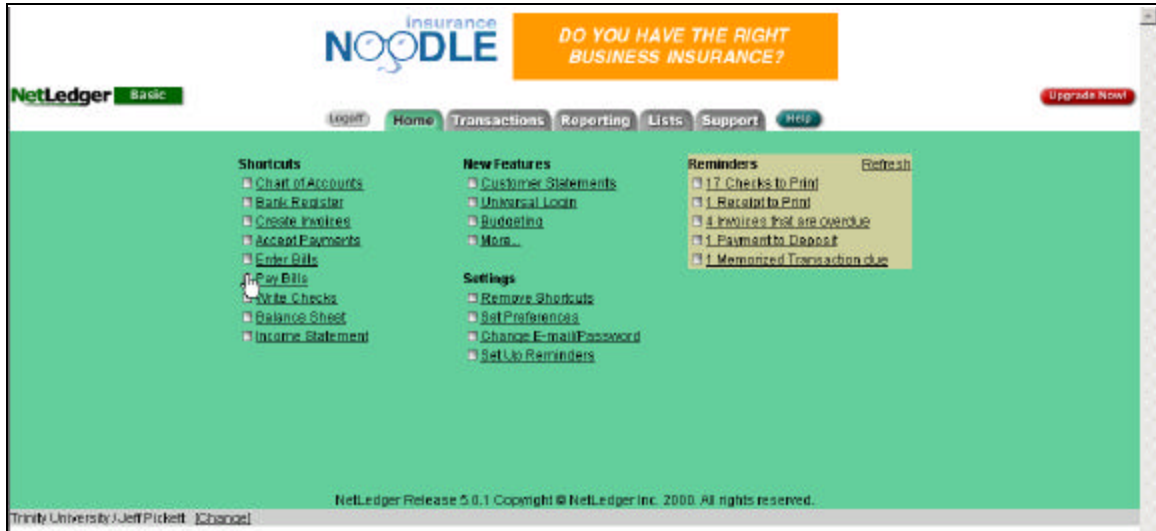 insurance
NOODLE
DO YOU HAVE THE RIGHT
BUSINESS INSURANCE?
NetLedger Basic
Upgrade Now!
Logoff Home Transactions Reporting Lists Support Help
Shortcuts
Chart of Accounts
Bank Register
Create Invoices
Accept Payments
Enter Bills
Pay Bills
Write Checks
Balance Sheet
Income Statement
New Features
Customer Statements
Universal Login
Budgeting
More...
Settings
Remove Shortcuts
Set Preferences
Change E-mail/Password
Set Up Reminders
Reminders Refresh
17 Checks to Print
1 Receipt to Print
4 Invoices that are overdue
1 Payment to Deposit
1 Memorized Transaction due
NetLedger Release 5.0.1 Copyright © NetLedger Inc. 2000. All rights reserved.
Trinity University / Jeff Pickett [Change]